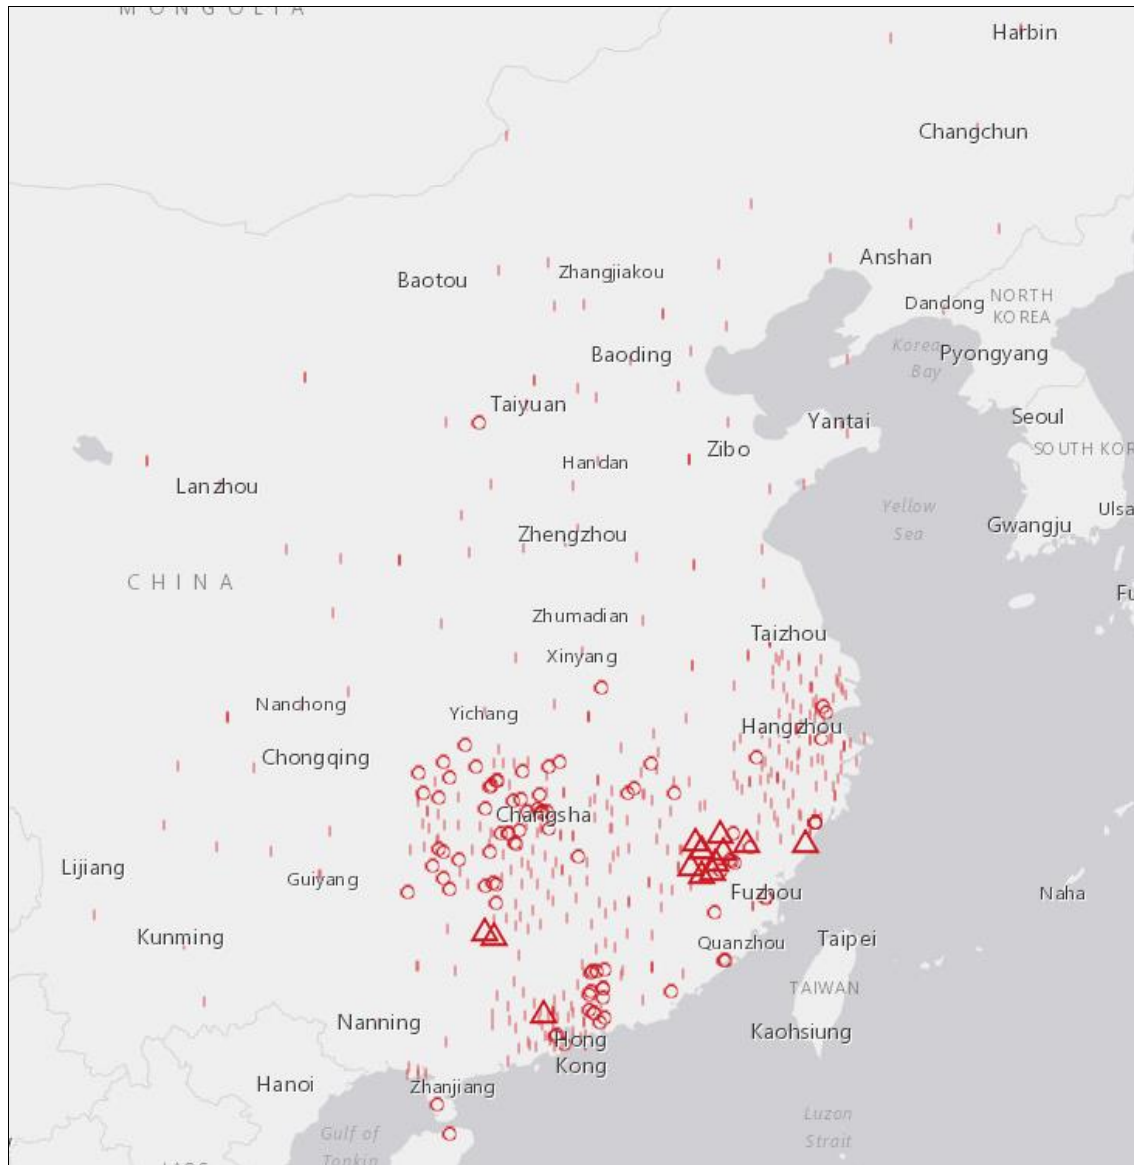 MONGOLIA
Harbin
Changchun
Anshan
Baotou
Zhangjiakou
Dandong
NORTH
KOREA
Korea
Bay
Pyongyang
Baoding
Taiyuan
Yantai
Seoul
SOUTH KOR
Zibo
Handan
Lanzhou
Yellow
Sea
Ulsa
Gwangju
Zhengzhou
CHINA
Fu
Zhumadian
Taizhou
Xinyang
Nanchong
Yichang
Hangzhou
Chongqing
Changsha
Lijiang
Guiyang
Fuzhou
Naha
Kunming
Quanzhou
Taipei
TAIWAN
Nanning
Kaohsiung
Hong
Kong
Hanoi
Zhanjiang
Luzon
Strait
Gulf of
Tonkin
LAOS